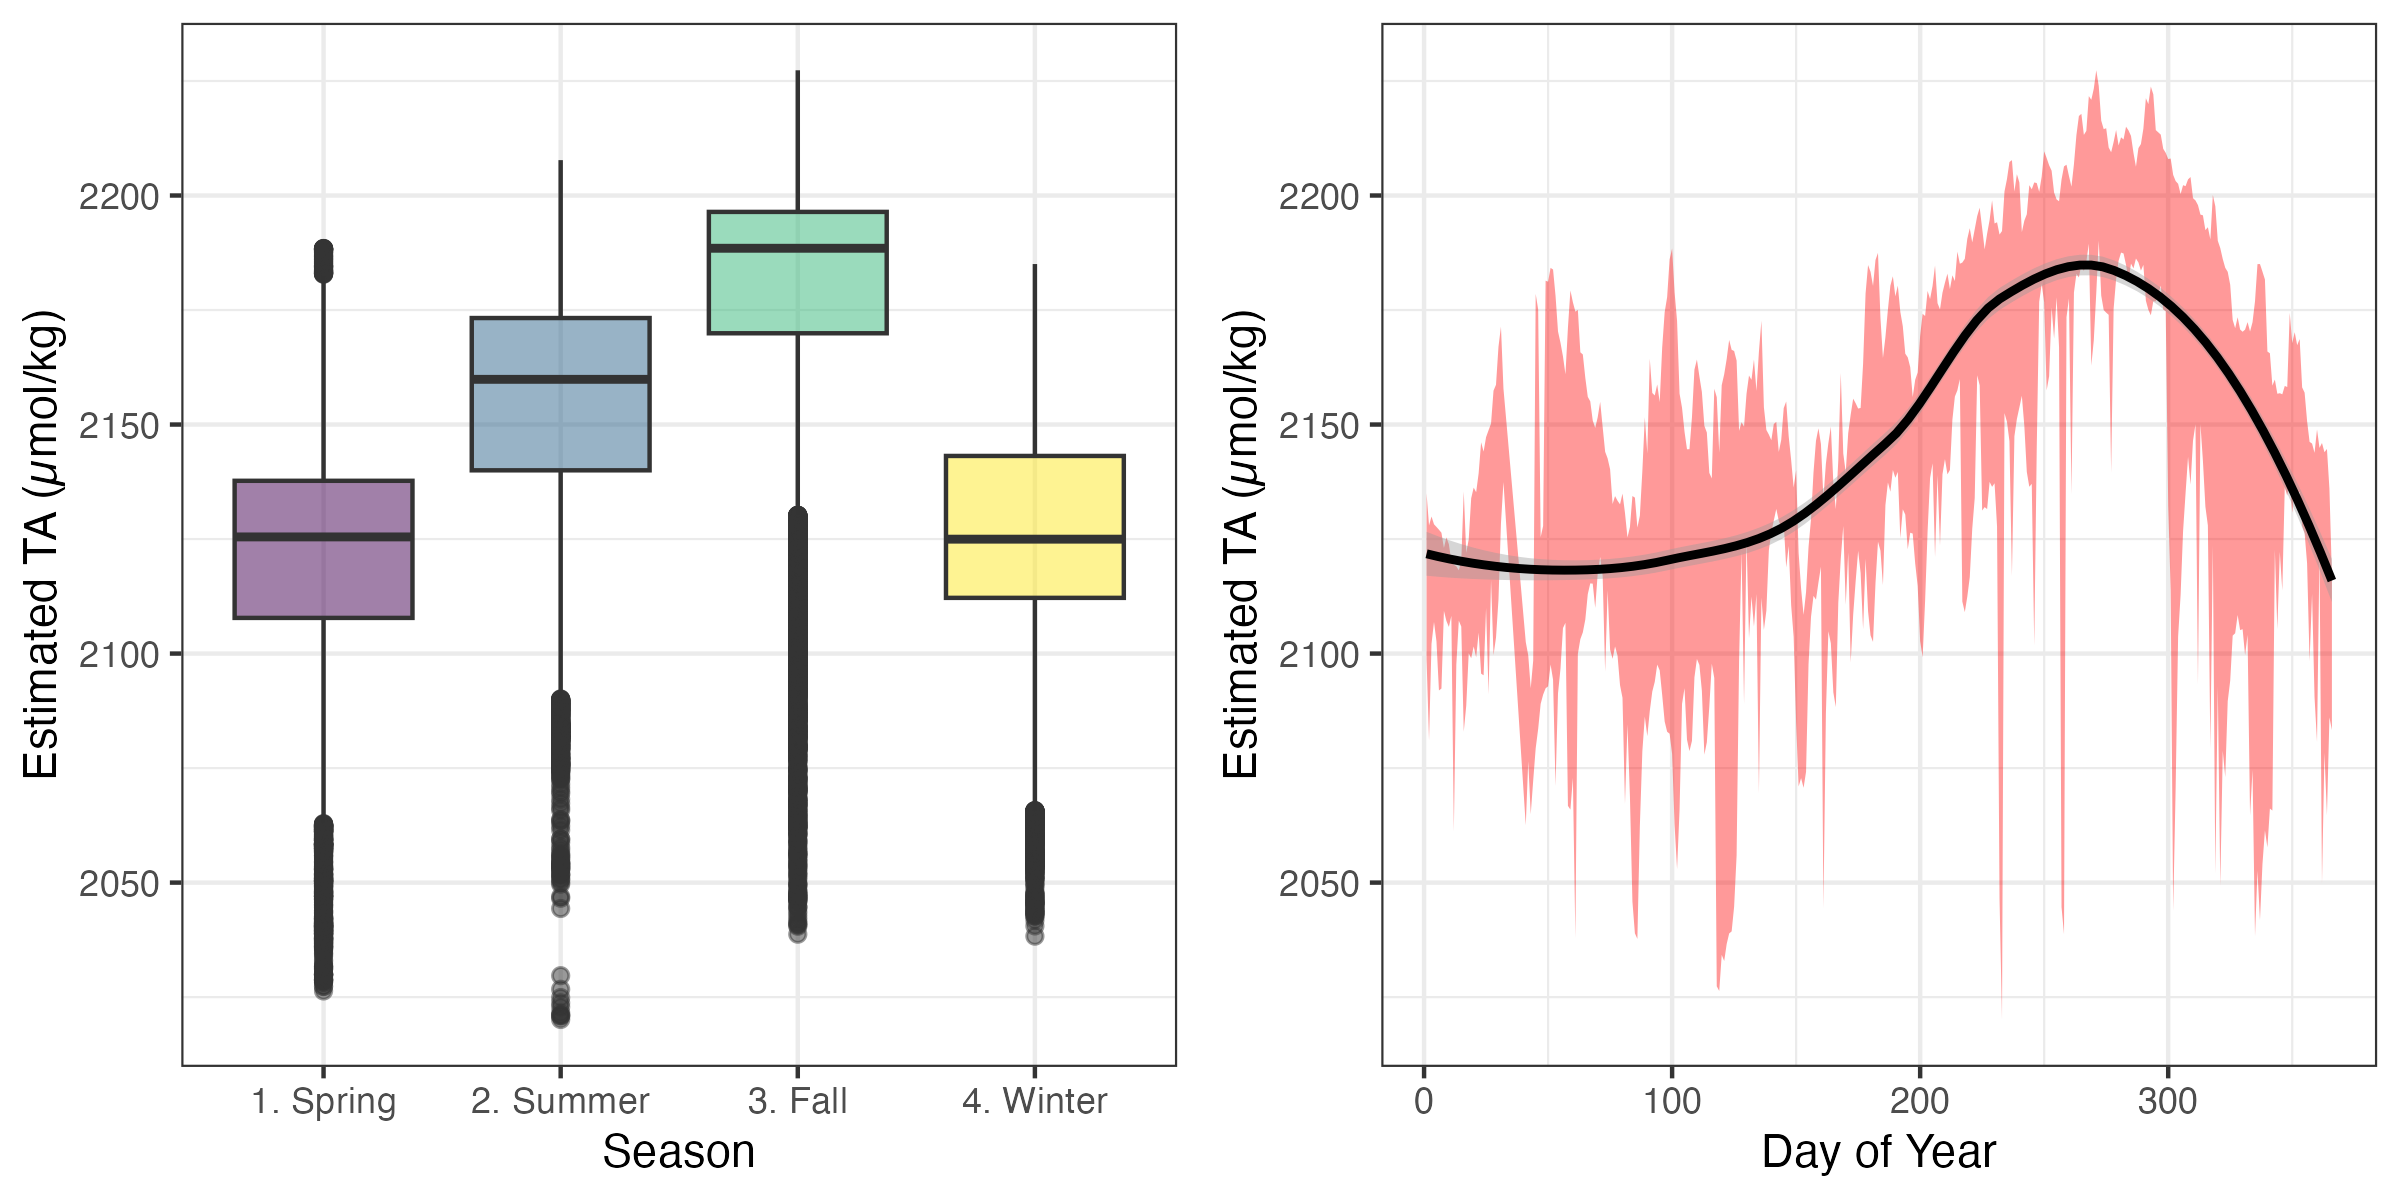 Estimated TA (µmol/kg)
2200
2150
2100
2050
1. Spring
2. Summer
3. Fall
4. Winter
Season
Estimated TA (µmol/kg)
2200
2150
2100
2050
0
100
200
300
Day of Year